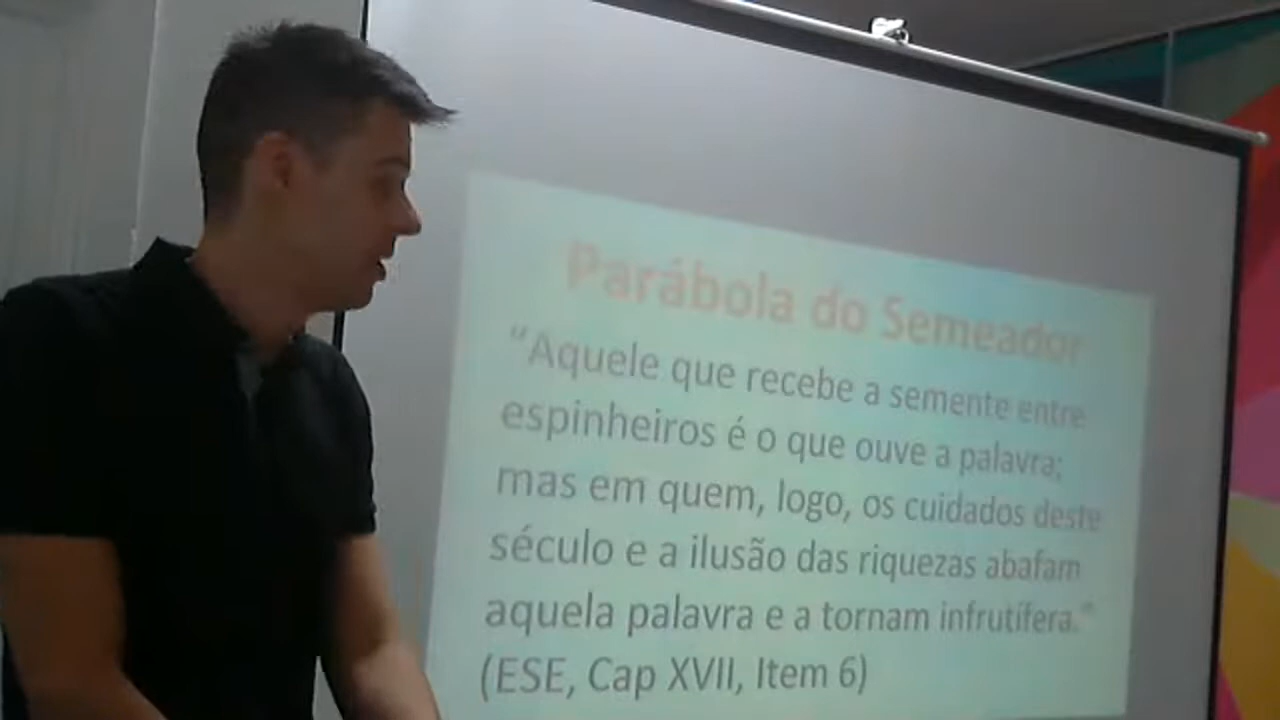 Parábola do Semeador
“Aquele que recebe a semente entre
espinheiros é o que ouve a palavra;
mas em quem, logo, os cuidados deste
século e a ilusão das riquezas abafam
aquela palavra e a tornam infrutífera.”
(ESE, Cap XVII, Item 6)